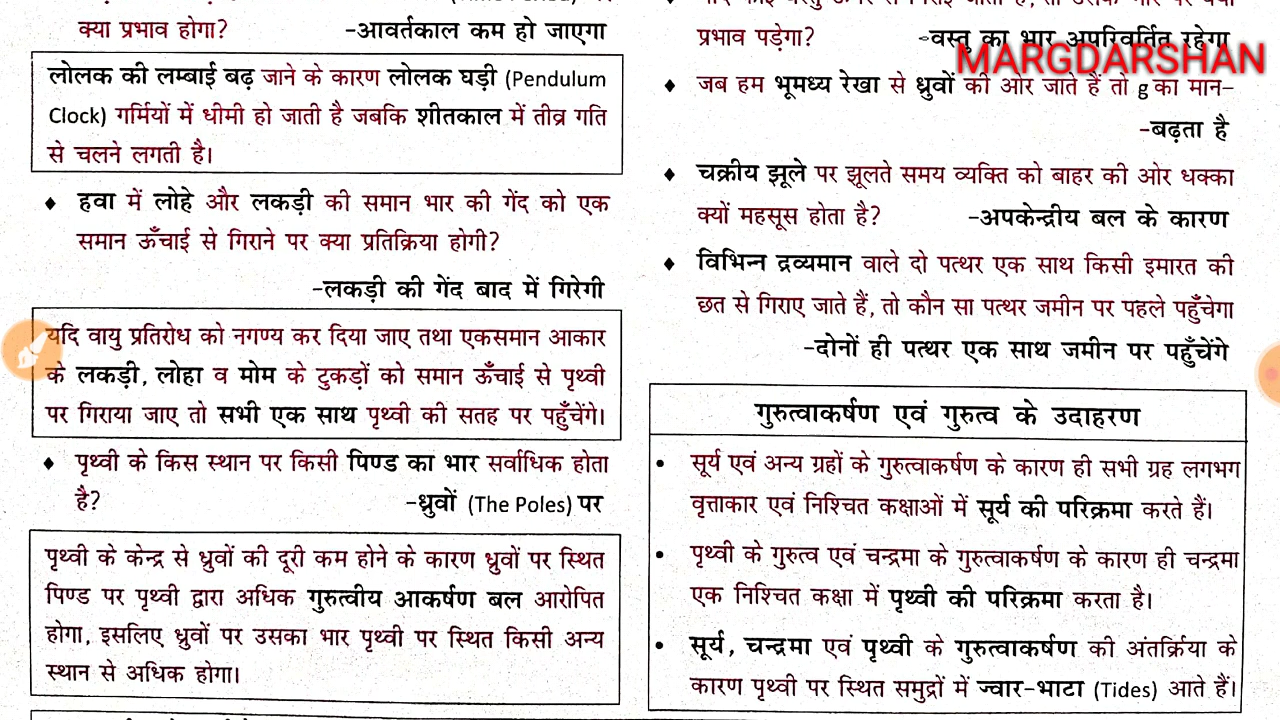 क्या प्रभाव होगा? -आवर्तकाल कम हो जाएगा
लोलक की लम्बाई बढ़ जाने के कारण लोलक घड़ी (Pendulum
Clock) गर्मियों में धीमी हो जाती है जबकि शीतकाल में तीव्र गति
से चलने लगती है।
♦ हवा में लोहे और लकड़ी की समान भार की गेंद को एक
समान ऊँचाई से गिराने पर क्या प्रतिक्रिया होगी?
-लकड़ी की गेंद बाद में गिरेगी
यदि वायु प्रतिरोध को नगण्य कर दिया जाए तथा एकसमान आकार
के लकड़ी, लोहा व मोम के टुकड़ों को समान ऊँचाई से पृथ्वी
पर गिराया जाए तो सभी एक साथ पृथ्वी की सतह पर पहुँचेंगे।
♦ पृथ्वी के किस स्थान पर किसी पिण्ड का भार सर्वाधिक होता
है? -ध्रुवों (The Poles) पर
पृथ्वी के केन्द्र से ध्रुवों की दूरी कम होने के कारण ध्रुवों पर स्थित
पिण्ड पर पृथ्वी द्वारा अधिक गुरुत्वीय आकर्षण बल आरोपित
होगा, इसलिए ध्रुवों पर उसका भार पृथ्वी पर स्थित किसी अन्य
स्थान से अधिक होगा।
प्रभाव पड़ेगा? -वस्तु का भार अपरिवर्तित रहेगा
MARGDARSHAN
♦ जब हम भूमध्य रेखा से ध्रुवों की ओर जाते हैं तो g का मान-
-बढ़ता है
♦ चक्रीय झूले पर झूलते समय व्यक्ति को बाहर की ओर धक्का
क्यों महसूस होता है? -अपकेन्द्रीय बल के कारण
♦ विभिन्न द्रव्यमान वाले दो पत्थर एक साथ किसी इमारत की
छत से गिराए जाते हैं, तो कौन सा पत्थर जमीन पर पहले पहुँचेगा
-दोनों ही पत्थर एक साथ जमीन पर पहुँचेंगे
गुरुत्वाकर्षण एवं गुरुत्व के उदाहरण
• सूर्य एवं अन्य ग्रहों के गुरुत्वाकर्षण के कारण ही सभी ग्रह लगभग
वृत्ताकार एवं निश्चित कक्षाओं में सूर्य की परिक्रमा करते हैं।
• पृथ्वी के गुरुत्व एवं चन्द्रमा के गुरुत्वाकर्षण के कारण ही चन्द्रमा
एक निश्चित कक्षा में पृथ्वी की परिक्रमा करता है।
• सूर्य, चन्द्रमा एवं पृथ्वी के गुरुत्वाकर्षण की अंतर्क्रिया के
कारण पृथ्वी पर स्थित समुद्रों में ज्वार-भाटा (Tides) आते हैं।